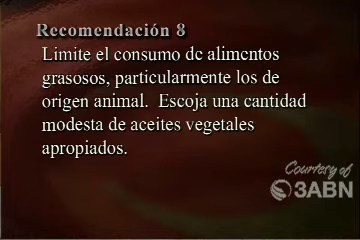 Recomendación 8
Limite el consumo de alimentos
grasosos, particularmente los de
origen animal. Escoja una cantidad
modesta de aceites vegetales
apropiados.
Courtesy of
3ABN